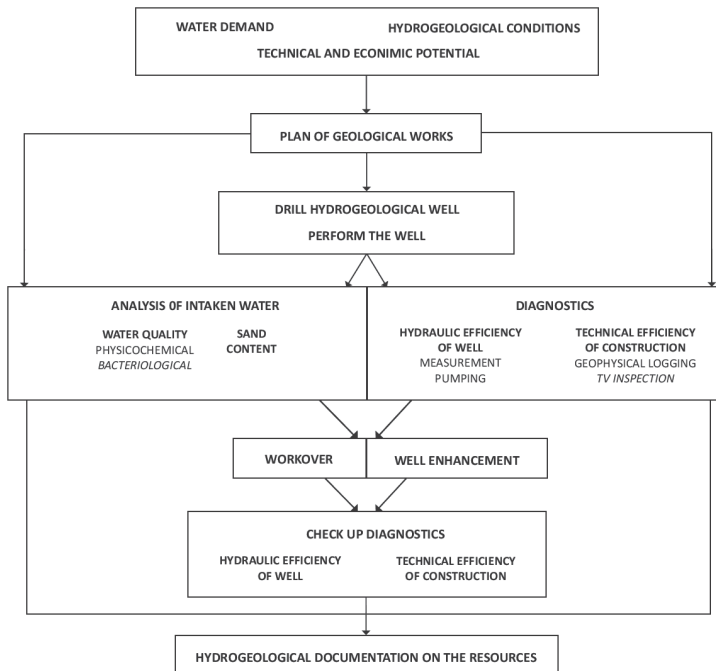 WATER DEMAND HYDROGEOLOGICAL CONDITIONS
TECHNICAL AND ECONIMIC POTENTIAL
PLAN OF GEOLOGICAL WORKS
DRILL HYDROGEOLOGICAL WELL
PERFORM THE WELL
ANALYSIS 0F INTAKEN WATER
WATER QUALITY
PHYSICOCHEMICAL
BACTERIOLOGICAL
SAND
CONTENT
DIAGNOSTICS
HYDRAULIC EFFICIENCY
OF WELL
MEASUREMENT
PUMPING
TECHNICAL EFFICIENCY
OF CONSTRUCTION
GEOPHYSICAL LOGGING
TV INSPECTION
WORKOVER
WELL ENHANCEMENT
CHECK UP DIAGNOSTICS
HYDRAULIC EFFICIENCY
OF WELL
TECHNICAL EFFICIENCY
OF CONSTRUCTION
HYDROGEOLOGICAL DOCUMENTATION ON THE RESOURCES